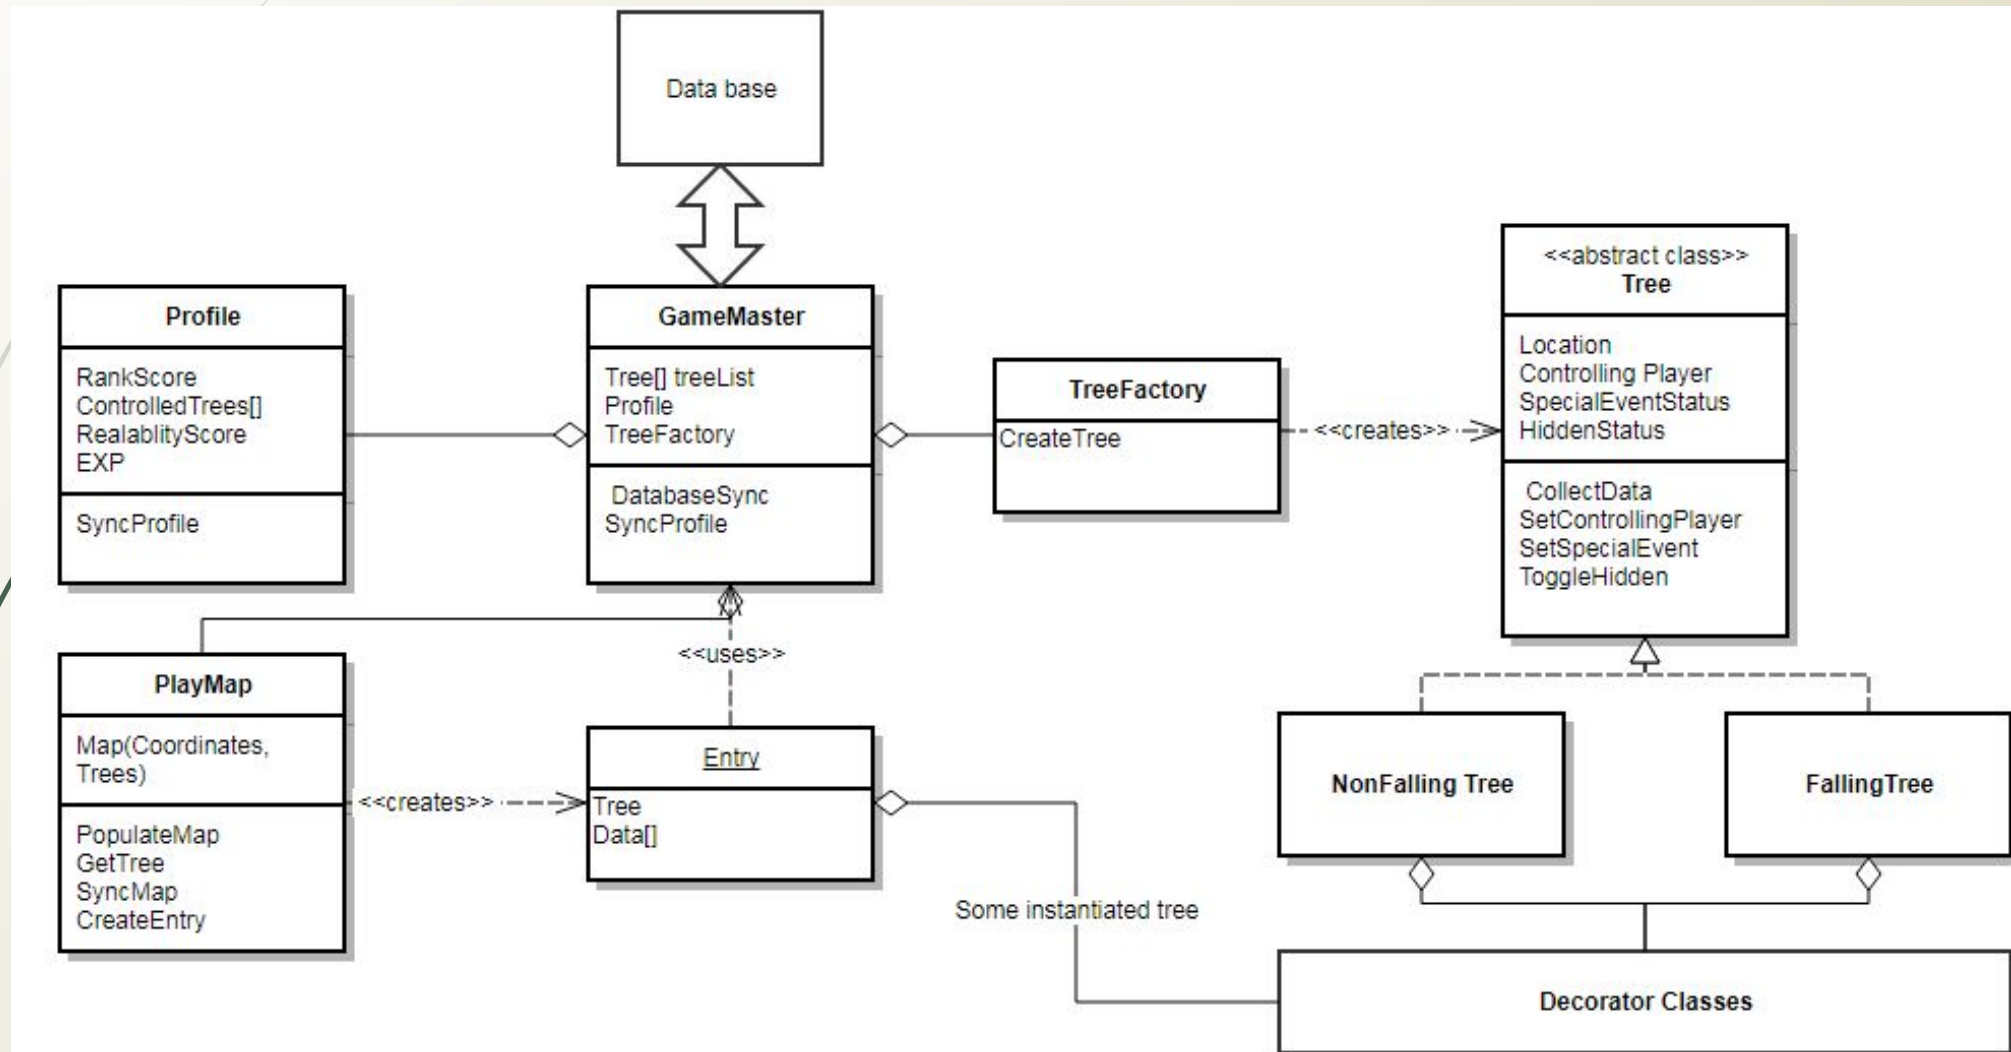 Data base
Profile
RankScore
ControlledTrees[]
RealablityScore
EXP
SyncProfile
GameMaster
Tree[] treeList
Profile
TreeFactory
DatabaseSync
SyncProfile
TreeFactory
CreateTree
<<creates>>
<<abstract class>>
Tree
Location
Controlling Player
SpecialEventStatus
HiddenStatus
CollectData
SetControllingPlayer
SetSpecialEvent
ToggleHidden
<<uses>>
PlayMap
Map(Coordinates,
Trees)
PopulateMap
GetTree
SyncMap
CreateEntry
<<creates>>
Entry
Tree
Data[]
NonFalling Tree
FallingTree
Some instantiated tree
Decorator Classes